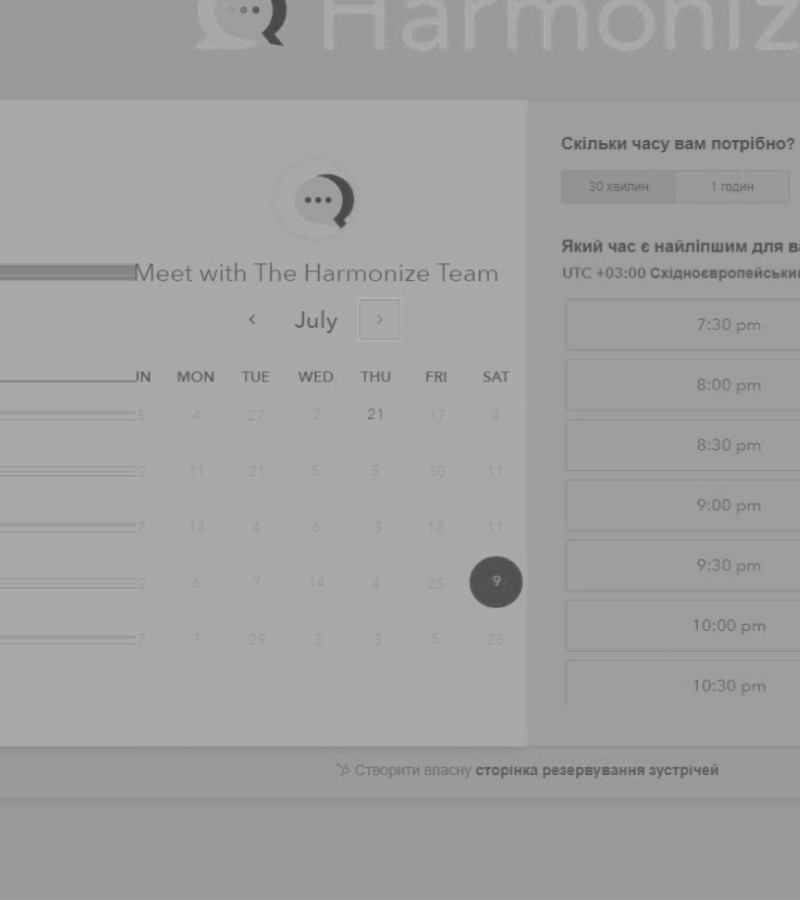 Harmoniz
Meet with The Harmonize Team
July
UN MON TUE WED THU FRI SAT
5 4 27 2 21 17 4
22 11 21 5 5 30 11
7 13 4 6 3 18 11
22 6 7 14 4 25 9
7 1 29 3 3 5 28
Скільки часу вам потрібно?
30 хвилин 1 годин
Який час є найліпшим для ва
UTC +03:00 Східноєвропейський
7:30 pm
8:00 pm
8:30 pm
9:00 pm
9:30 pm
10:00 pm
10:30 pm
Створити власну сторінка резервування зустрічей